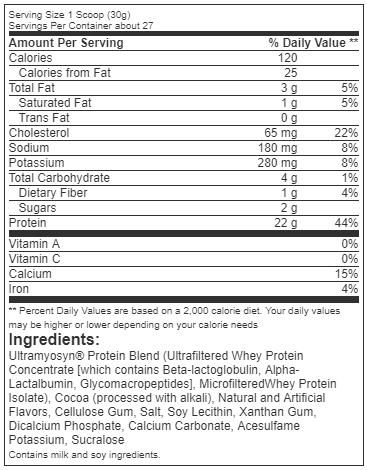 Serving Size 1 Scoop (30g)
Servings Per Container about 27
Amount Per Serving % Daily Value **
Calories 120
Calories from Fat 25
Total Fat 3 g 5%
Saturated Fat 1 g 5%
Trans Fat 0 g
Cholesterol 65 mg 22%
Sodium 180 mg 8%
Potassium 280 mg 8%
Total Carbohydrate 4 g 1%
Dietary Fiber 1 g 4%
Sugars 2 g
Protein 22 g 44%
Vitamin A 0%
Vitamin C 0%
Calcium 15%
Iron 4%
** Percent Daily Values are based on a 2,000 calorie diet. Your daily values
may be higher or lower depending on your calorie needs
Ingredients:
Ultramyosyn® Protein Blend (Ultrafiltered Whey Protein
Concentrate [which contains Beta-lactoglobulin, Alpha-
Lactalbumin, Glycomacropeptides], MicrofilteredWhey Protein
Isolate), Cocoa (processed with alkali), Natural and Artificial
Flavors, Cellulose Gum, Salt, Soy Lecithin, Xanthan Gum,
Dicalcium Phosphate, Calcium Carbonate, Acesulfame
Potassium, Sucralose
Contains milk and soy ingredients.